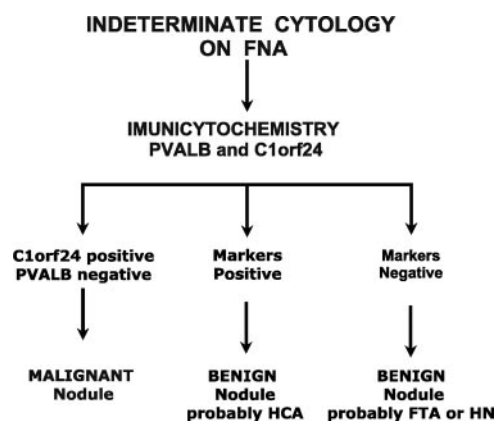 INDETERMINATE CYTOLOGY
ON FNA
IMUNICYTOCHEMISTRY
PVALB and C1orf24
C1orf24 positive
PVALB negative
Markers
Positive
Markers
Negative
MALIGNANT
Nodule
BENIGN
Nodule
probably HCA
BENIGN
Nodule
probably FTA or HN